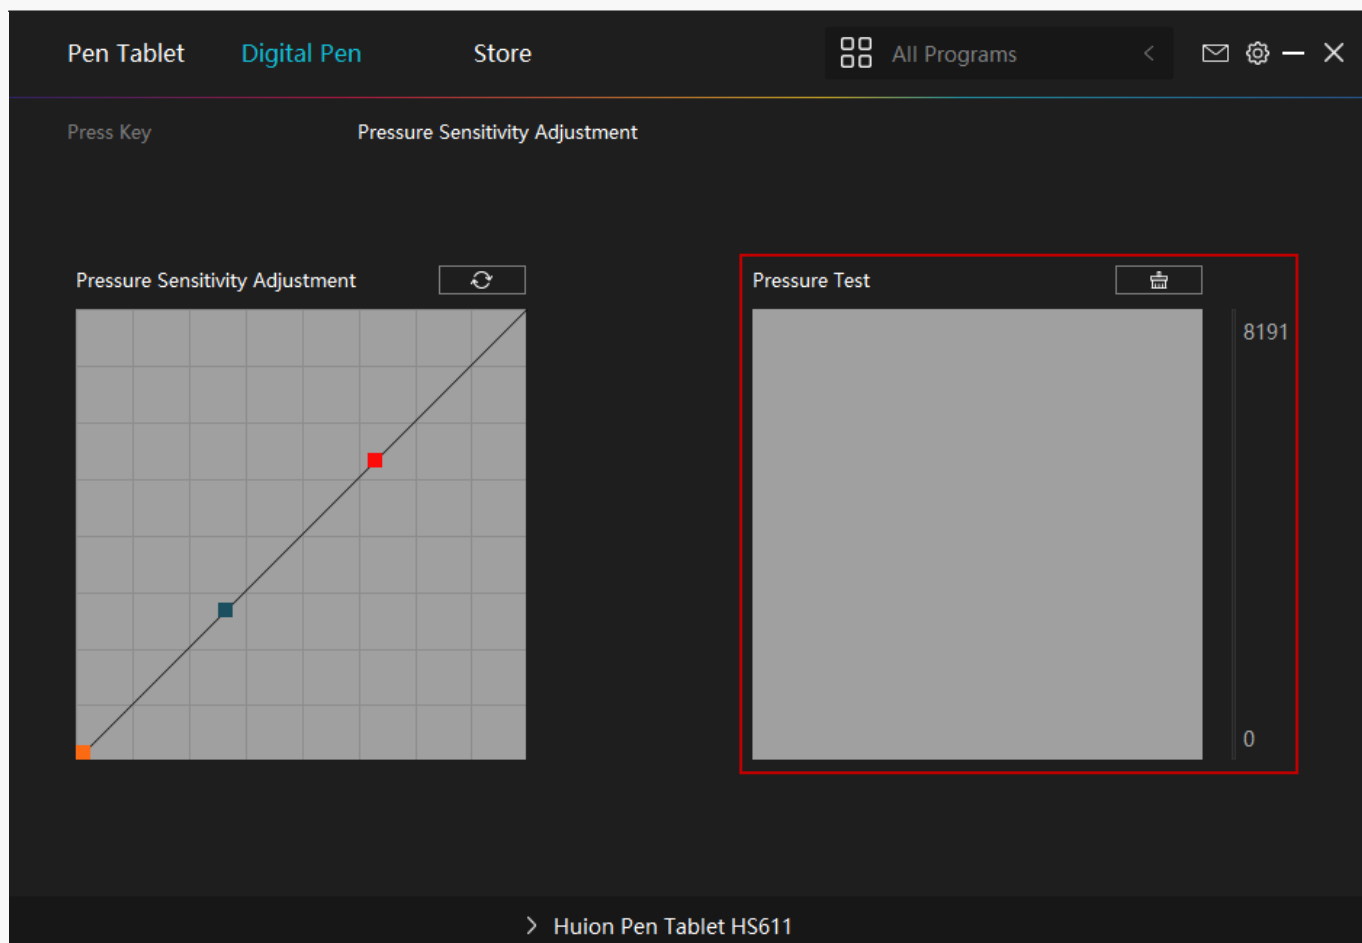 Pen Tablet Digital Pen Store All Programs
Press Key Pressure Sensitivity Adjustment
Pressure Sensitivity Adjustment
Pressure Test
8191
0
Huion Pen Tablet HS611